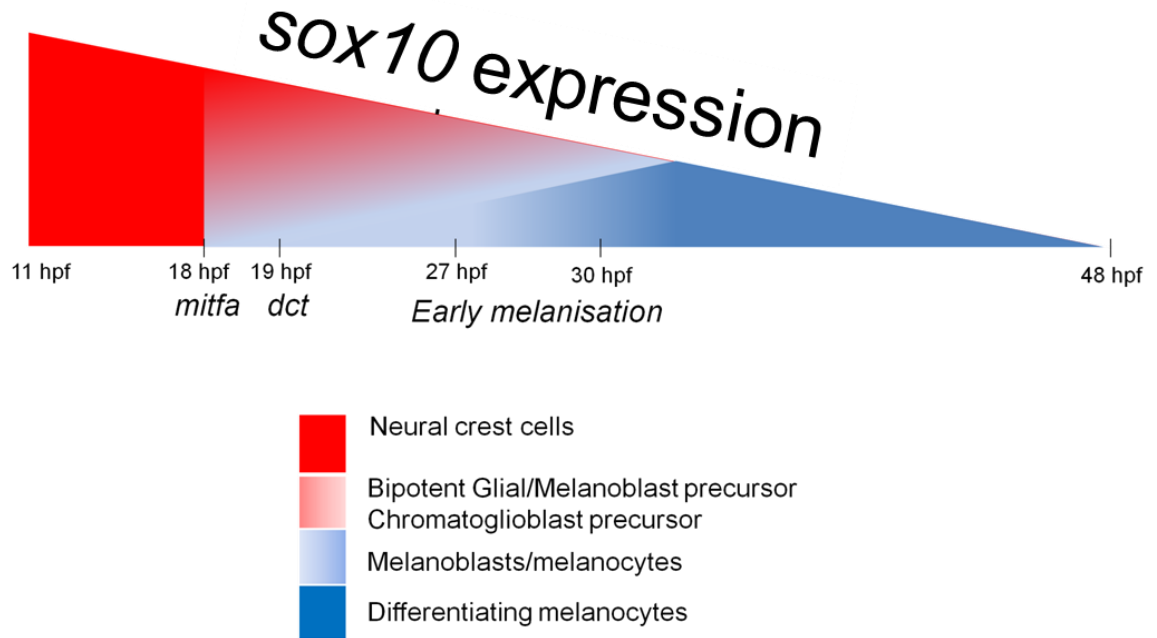 sox10 expression
11 hpf
18 hpf
19 hpf
27 hpf
30 hpf
48 hpf
mitfa
dct
Early melanisation
Neural crest cells
Bipotent Glial/Melanoblast precursor
Chromatoglioblast precursor
Melanoblasts/melanocytes
Differentiating melanocytes